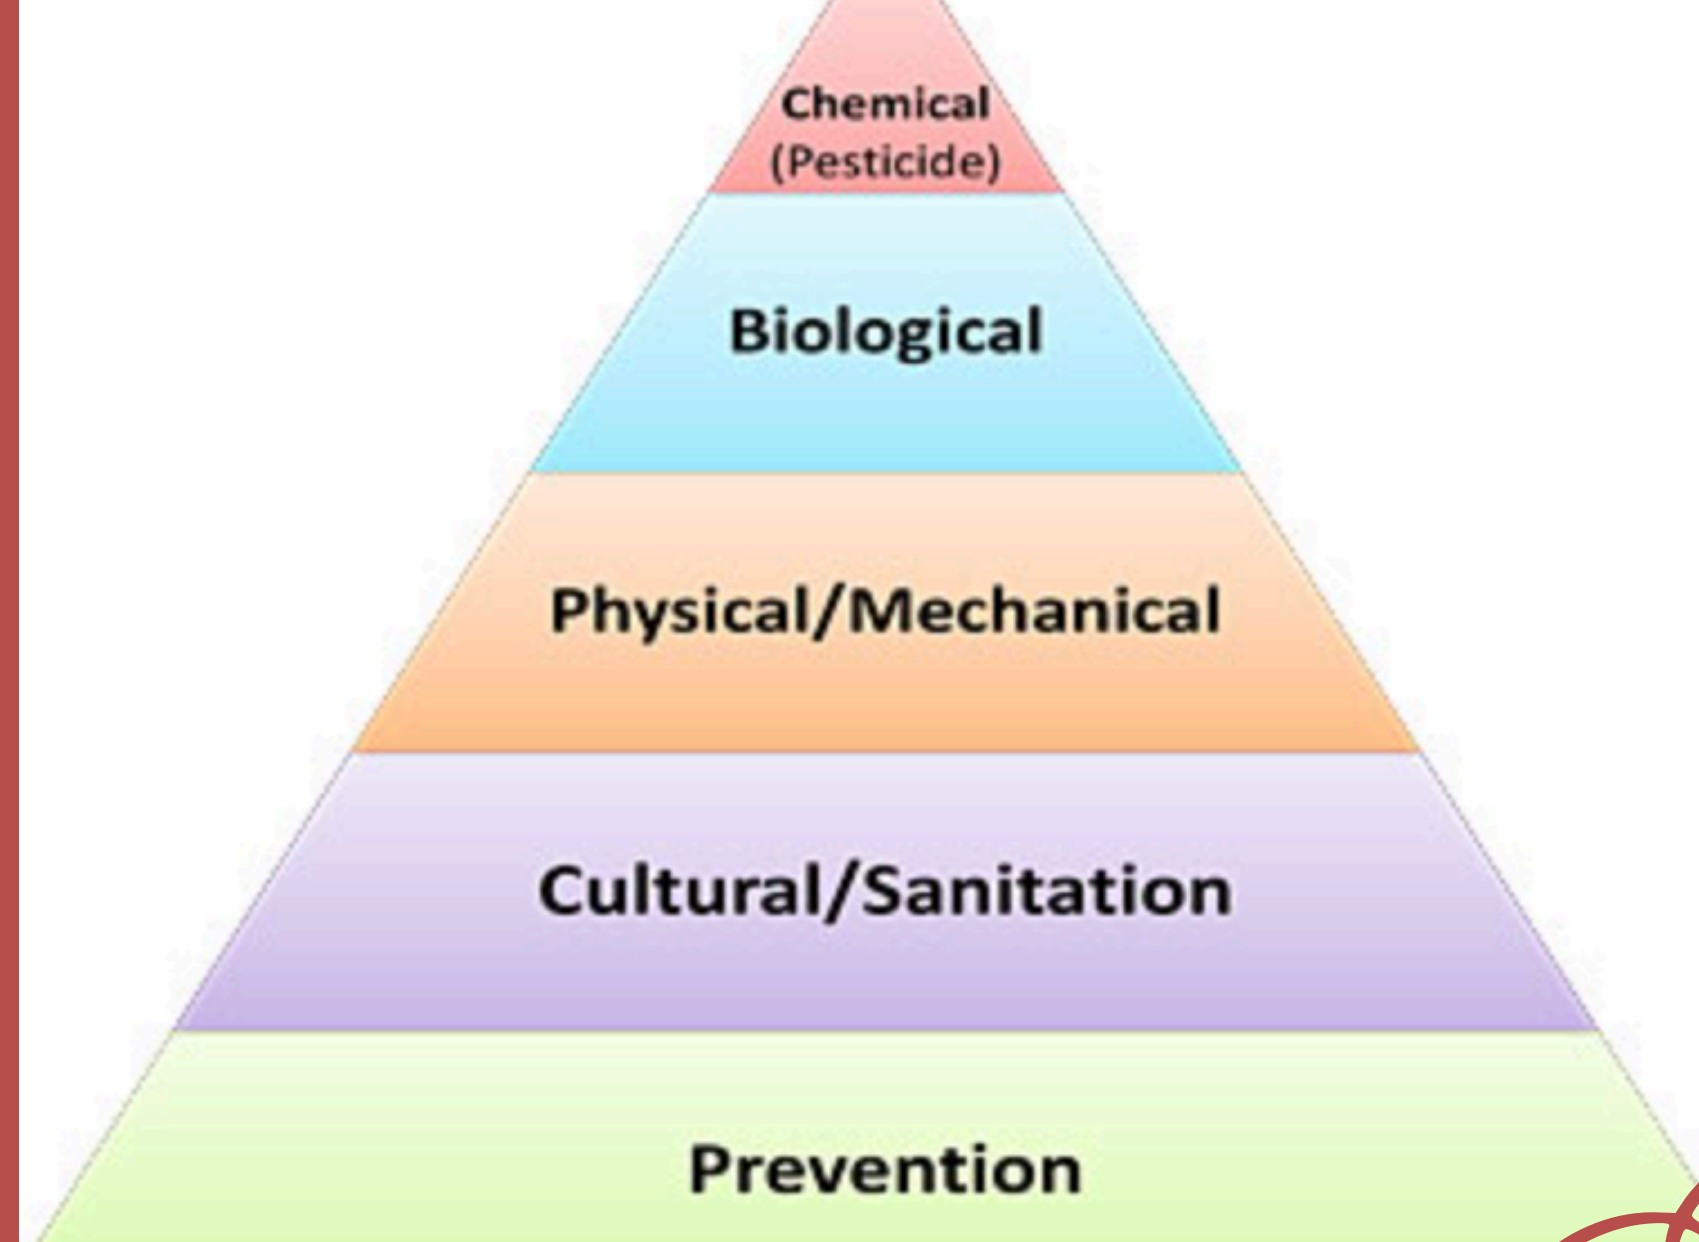 Chemical
(Pesticide)
Biological
Physical/Mechanical
Cultural/Sanitation
Prevention